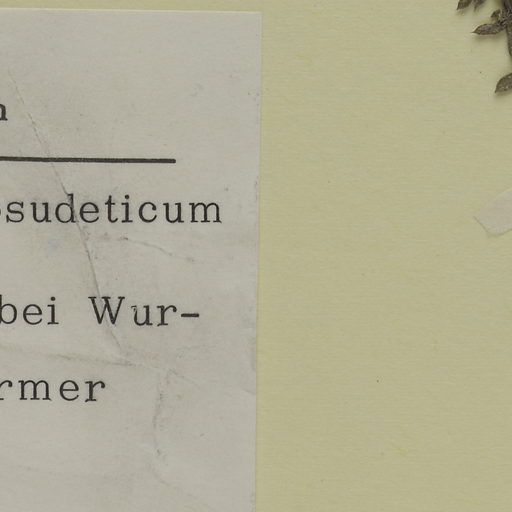 sudeticum
bei Wur-
rmer